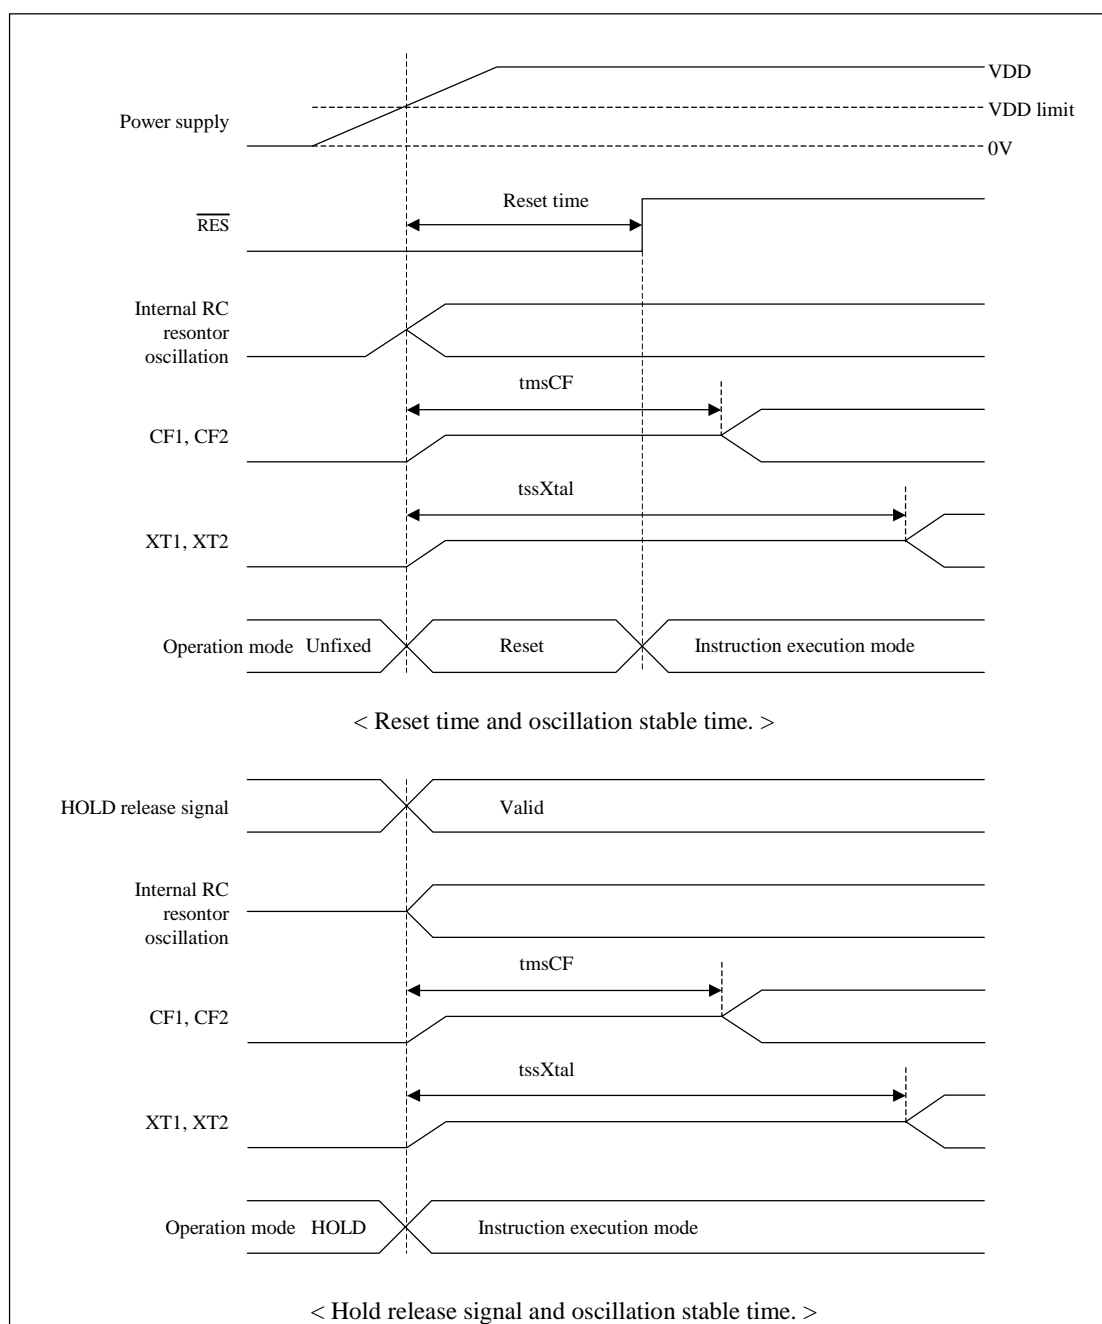 VDD
VDD limit
Power supply
0V
Reset time
RES
Internal RC
resontor
oscillation
tmsCF
CF1, CF2
tssXtal
XT1, XT2
Operation mode Unfixed Reset Instruction execution mode
< Reset time and oscillation stable time. >
HOLD release signal Valid
Internal RC
resontor
oscillation
tmsCF
CF1, CF2
tssXtal
XT1, XT2
Operation mode HOLD Instruction execution mode
< Hold release signal and oscillation stable time. >